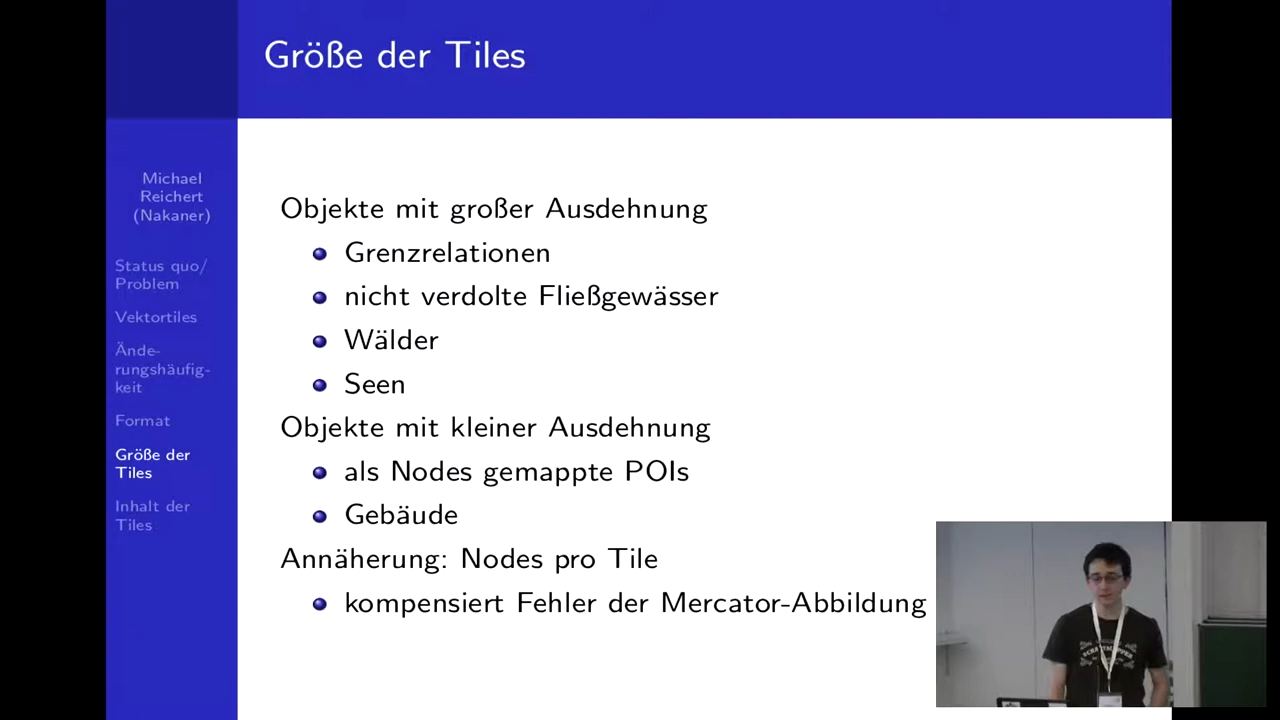 Größe der Tiles
Michael
Reichert
(Nakaner)
Status quo/
Problem
Vektortiles
Ände-
rungshäufig-
keit
Format
Größe der
Tiles
Inhalt der
Tiles
Objekte mit großer Ausdehnung
Grenzrelationen
nicht verdolte Fließgewässer
Wälder
Seen
Objekte mit kleiner Ausdehnung
als Nodes gemappte POIs
Gebäude
Annäherung: Nodes pro Tile
kompensiert Fehler der Mercator-Abbildung